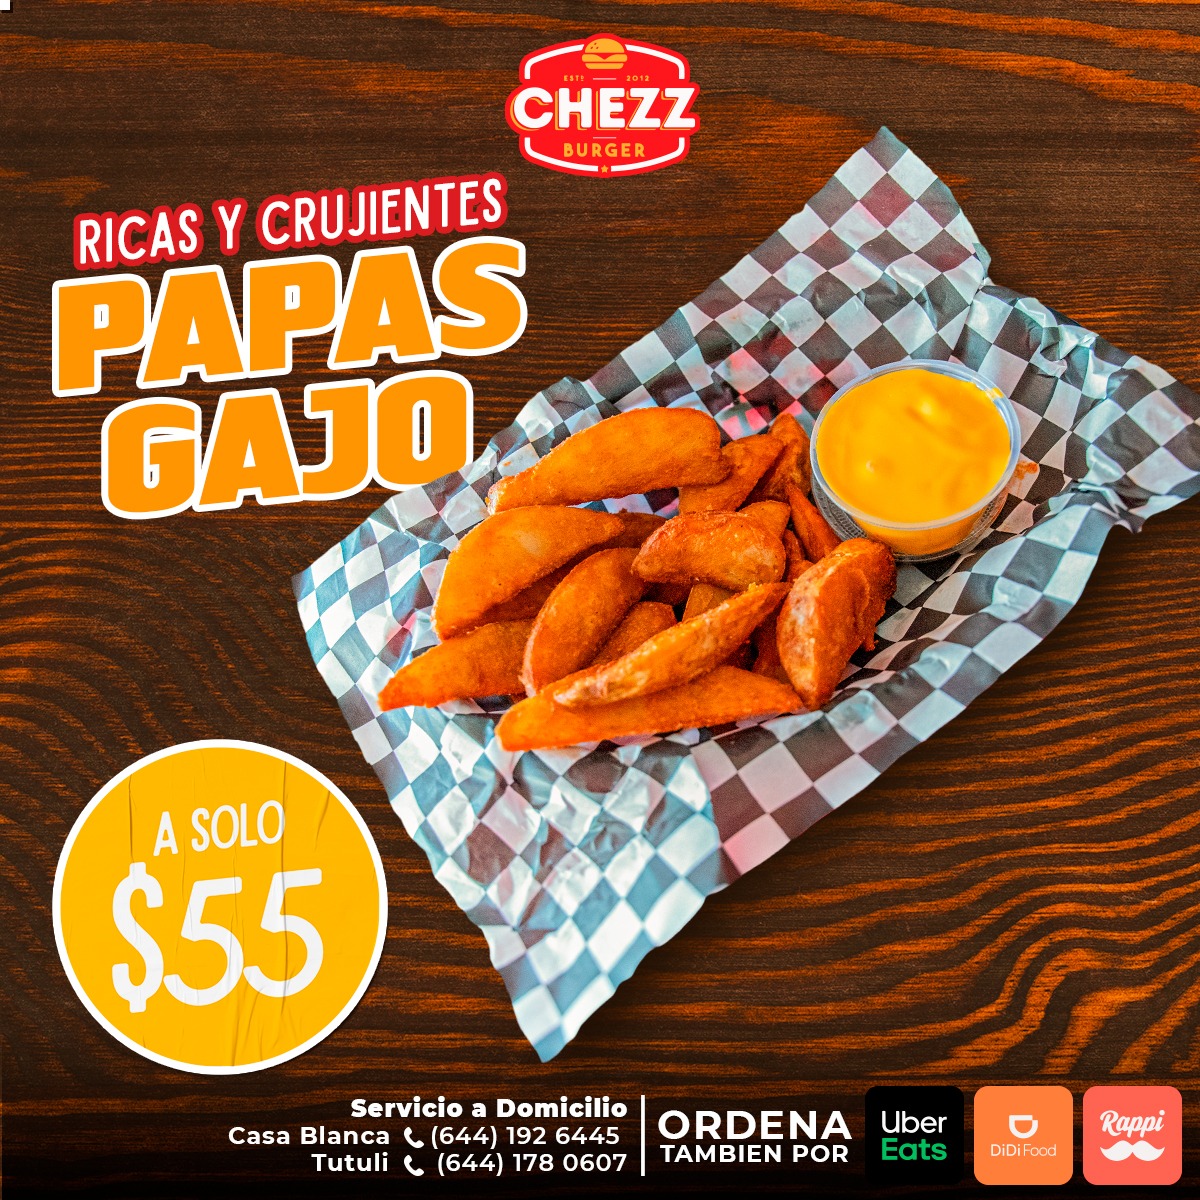 ESTD 2012
CHEZZ
BURGER
RICAS Y CRUJIENTES
PAPAS
GAJO
A SOLO
$55
Servicio a Domicilio
Casa Blanca (644) 192 6445
Tutuli (644) 178 0607
ORDENA
TAMBIEN POR
Uber
Eats
DiDi Food
Rappi